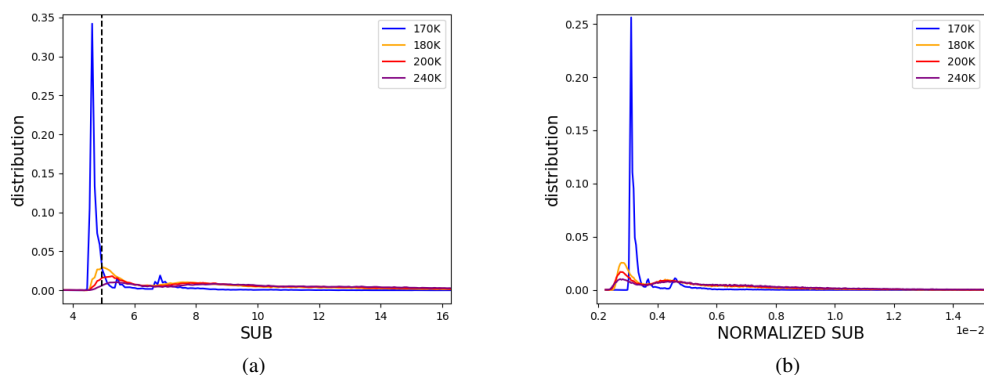 0.35
0.30
0.25
0.20
0.15
0.10
0.05
0.00
distribution
4
6
8
10
12
14
16
SUB
170K
180K
200K
240K
(a)
0.25
0.20
0.15
0.10
0.05
0.00
distribution
0.2
0.4
0.6
0.8
1.0
1.2
1.4
1e−2
NORMALIZED SUB
170K
180K
200K
240K
(b)